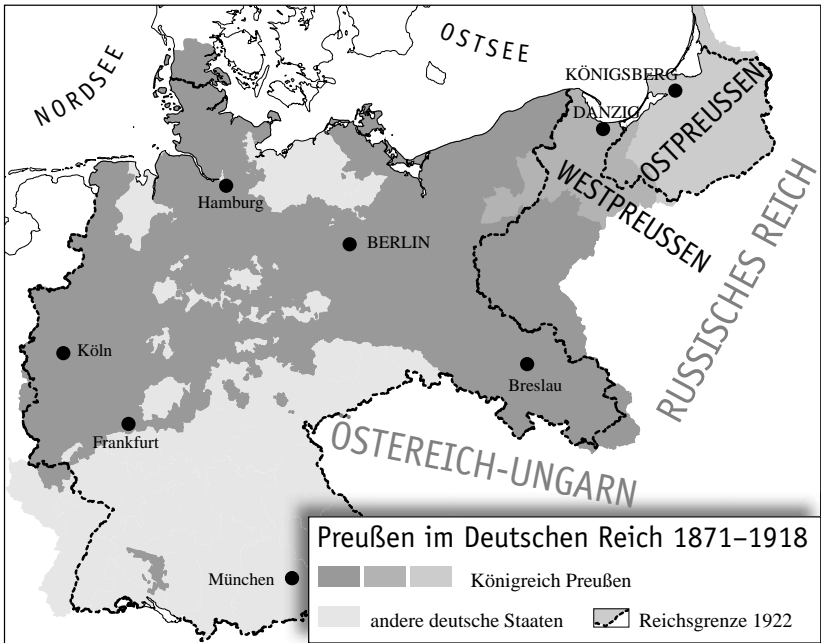 NORDSEE
OSTSEE
KÖNIGSBERG
DANZIG
OSTPREUSSEN
WESTPREUSSEN
Hamburg
BERLIN
RUSSISCHES REICH
Köln
Breslau
Frankfurt
ÖSTEREICH-UNGARN
München
Preußen im Deutschen Reich 1871–1918
Königreich Preußen
andere deutsche Staaten
Reichsgrenze 1922